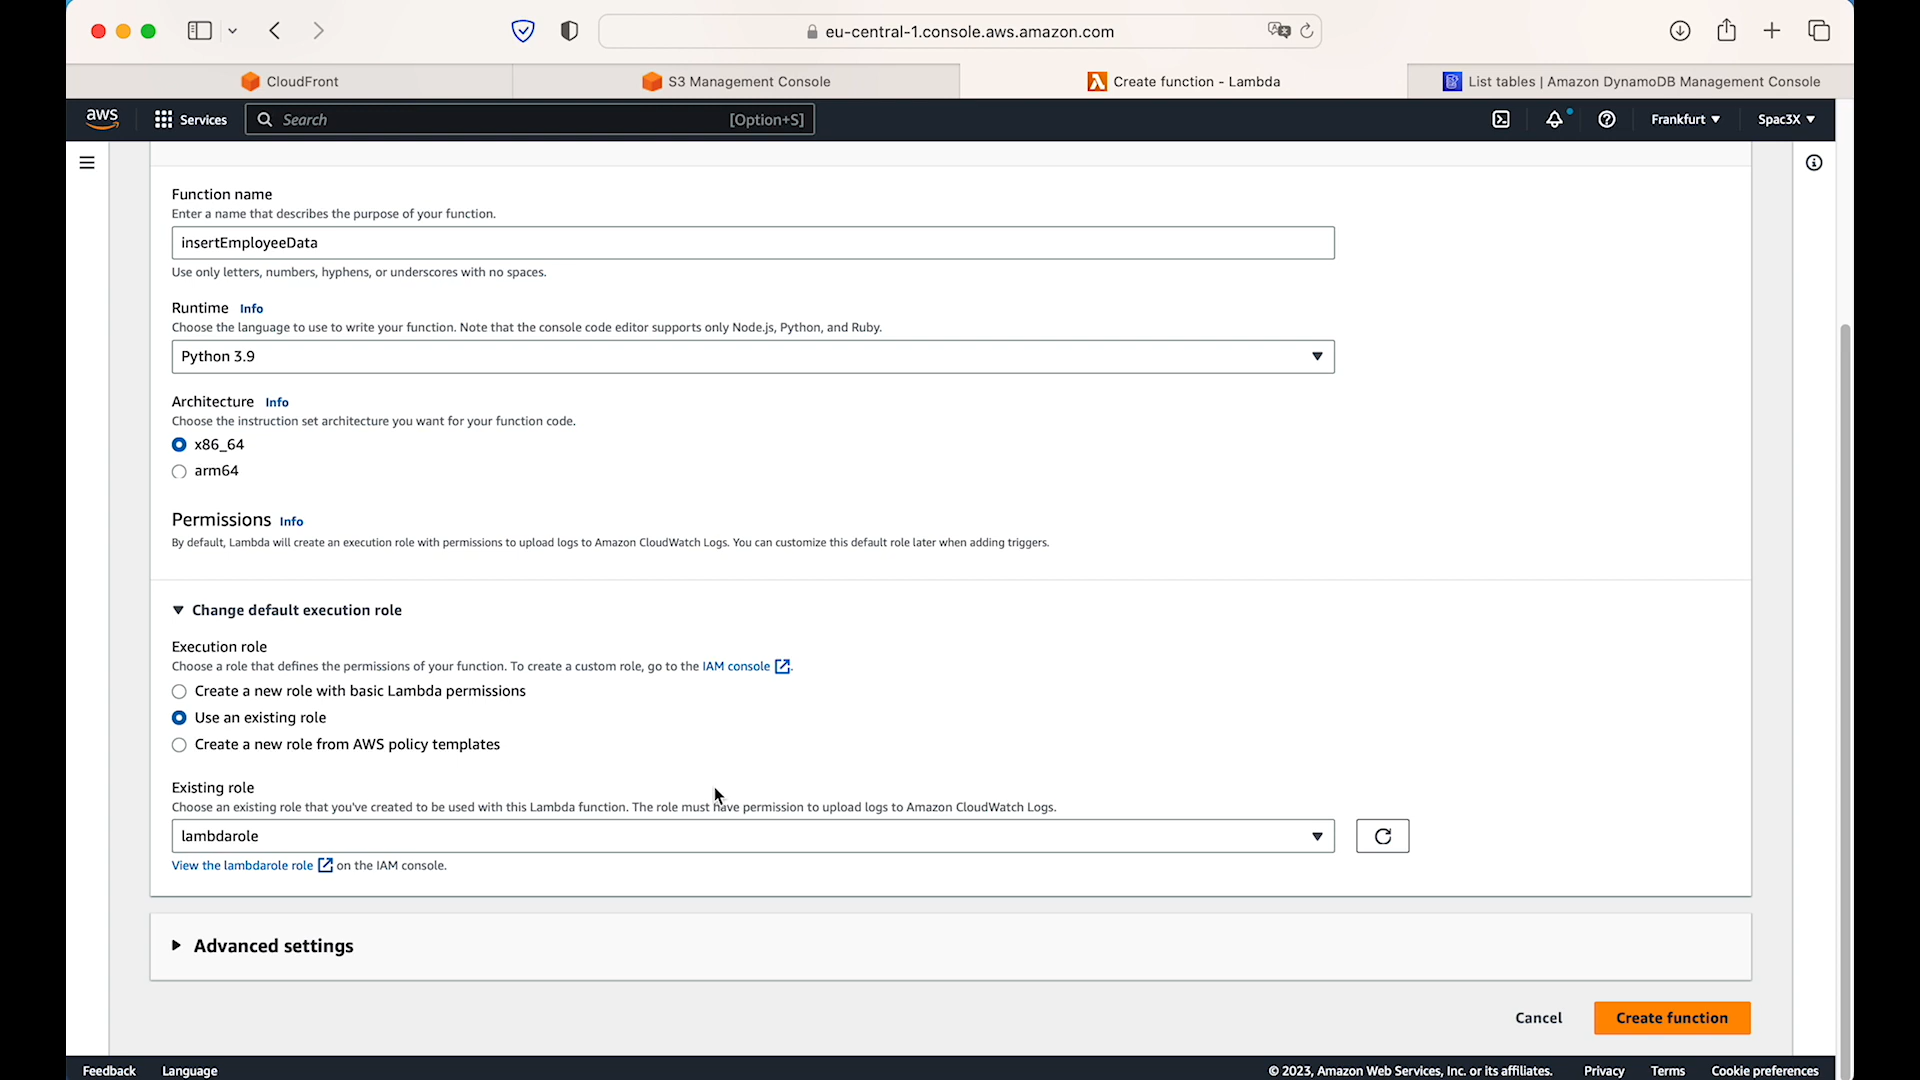 eu-central-1.console.aws.amazon.com
CloudFront
S3 Management Console
Create function - Lambda
List tables | Amazon DynamoDB Management Console
aws
Services
Search
[Option+S]
Frankfurt
Spac3X
Function name
Enter a name that describes the purpose of your function.
insertEmployeeData
Use only letters, numbers, hyphens, or underscores with no spaces.
Runtime Info
Choose the language to use to write your function. Note that the console code editor supports only Node.js, Python, and Ruby.
Python 3.9
Architecture Info
Choose the instruction set architecture you want for your function code.
x86_64
arm64
Permissions Info
By default, Lambda will create an execution role with permissions to upload logs to Amazon CloudWatch Logs. You can customize this default role later when adding triggers.
Change default execution role
Execution role
Choose a role that defines the permissions of your function. To create a custom role, go to the IAM console.
Create a new role with basic Lambda permissions
Use an existing role
Create a new role from AWS policy templates
Existing role
Choose an existing role that you've created to be used with this Lambda function. The role must have permission to upload logs to Amazon CloudWatch Logs.
lambdarole
View the lambdarole role on the IAM console.
Advanced settings
Cancel
Create function
Feedback
Language
© 2023, Amazon Web Services, Inc. or its affiliates.
Privacy
Terms
Cookie preferences